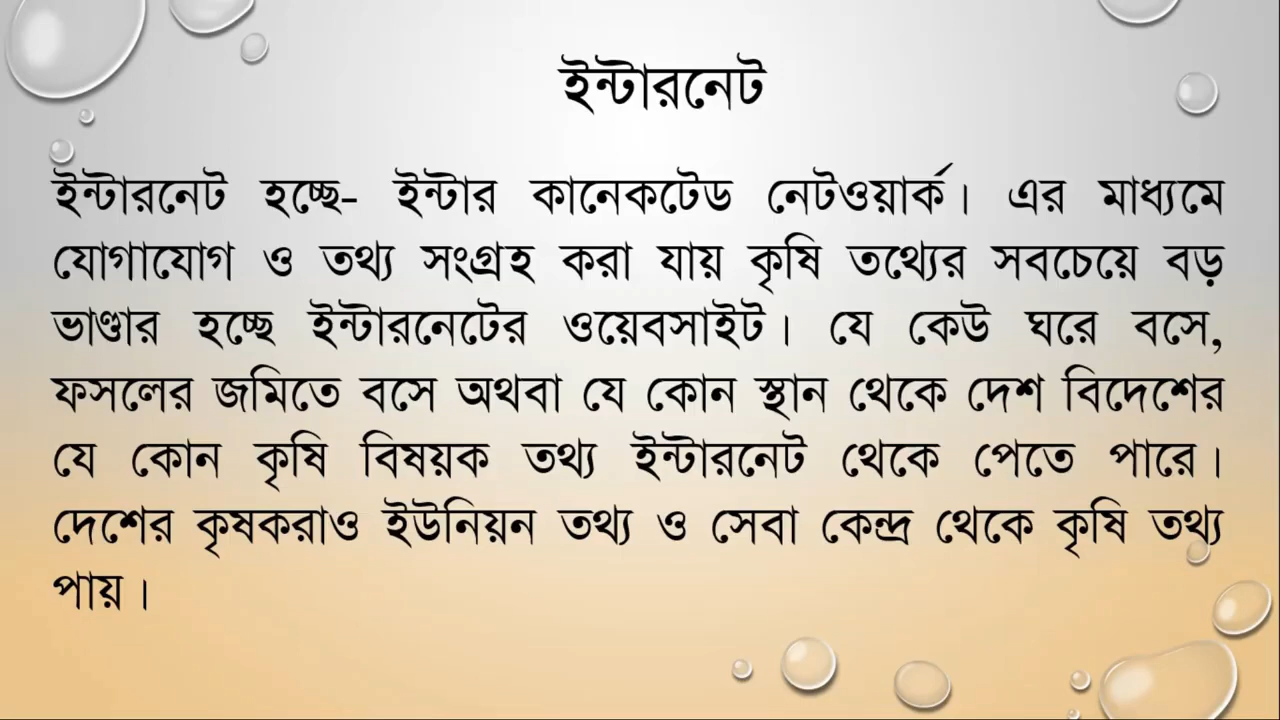 ইন্টারনেট
ইন্টারনেট হচ্ছে- ইন্টার কানেকটেড নেটওয়ার্ক। এর মাধ্যমে
যোগাযোগ ও তথ্য সংগ্রহ করা যায় কৃষি তথ্যের সবচেয়ে বড়
ভাণ্ডার হচ্ছে ইন্টারনেটের ওয়েবসাইট। যে কেউ ঘরে বসে,
ফসলের জমিতে বসে অথবা যে কোন স্থান থেকে দেশ বিদেশের
যে কোন কৃষি বিষয়ক তথ্য ইন্টারনেট থেকে পেতে পারে।
দেশের কৃষকরাও ইউনিয়ন তথ্য ও সেবা কেন্দ্র থেকে কৃষি তথ্য
পায়।